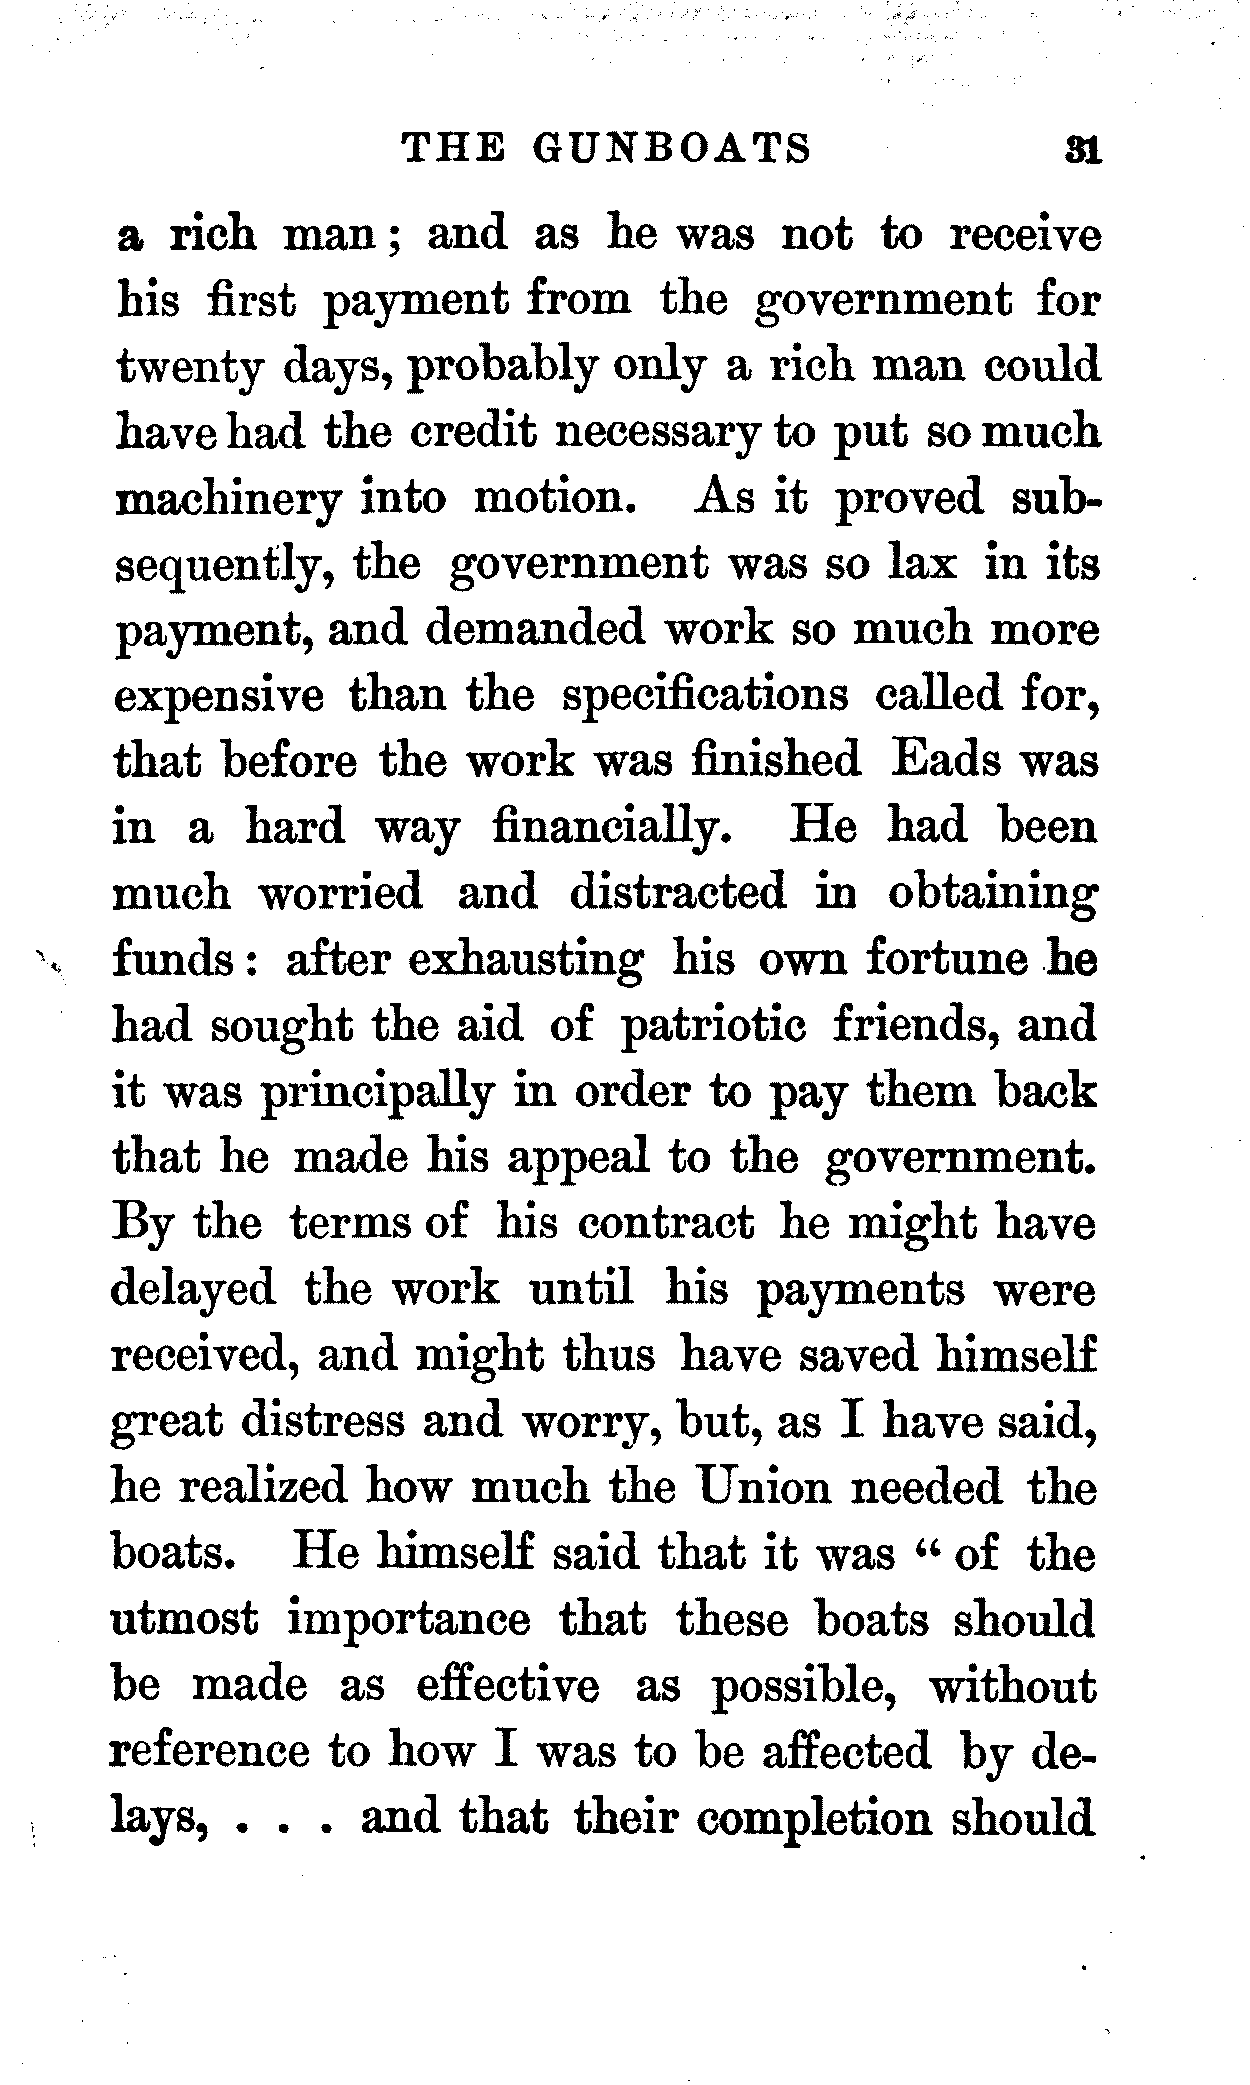 THE GUNBOATS 31
a rich man; and as he was not to receive
his first payment from the government for
twenty days, probably only a rich man could
have had the credit necessary to put so much
machinery into motion. As it proved sub-
sequently, the government was so lax in its
payment, and demanded work so much more
expensive than the specifications called for,
that before the work was finished Eads was
in a hard way financially. He had been
much worried and distracted in obtaining
funds: after exhausting his own fortune he
had sought the aid of patriotic friends, and
it was principally in order to pay them back
that he made his appeal to the government.
By the terms of his contract he might have
delayed the work until his payments were
received, and might thus have saved himself
great distress and worry, but, as I have said,
he realized how much the Union needed the
boats. He himself said that it was “of the
utmost importance that these boats should
be made as effective as possible, without
reference to how I was to be affected by de-
lays, . . . and that their completion should